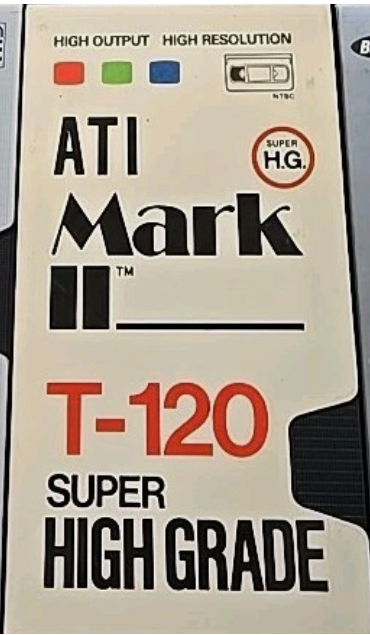 HIGH OUTPUT HIGH RESOLUTION
NTSC
ATI
SUPER
H.G.
Mark
II™
T-120
SUPER
HIGH GRADE